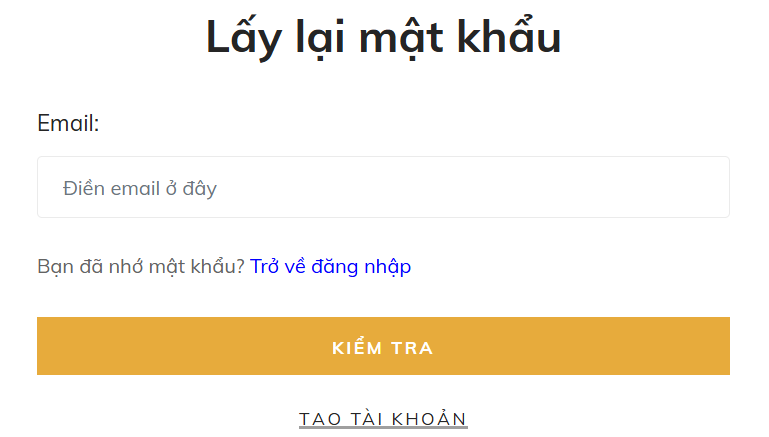 Lấy lại mật khẩu
Email:
Điền email ở đây
Bạn đã nhớ mật khẩu? Trở về đăng nhập
KIỂM TRA
TẠO TÀI KHOẢN